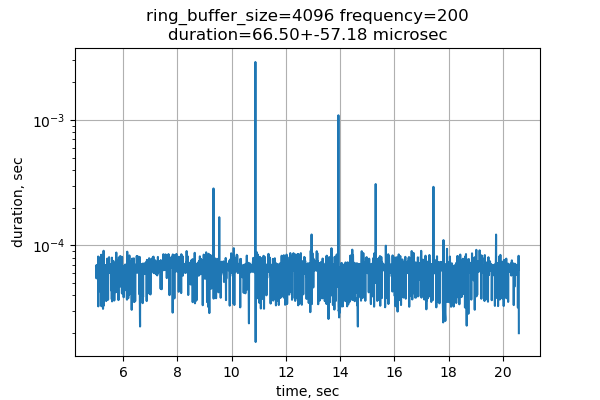 ring_buffer_size=4096 frequency=200
duration=66.50+-57.18 microsec
duration, sec
10⁻³
10⁻⁴
6 8 10 12 14 16 18 20
time, sec